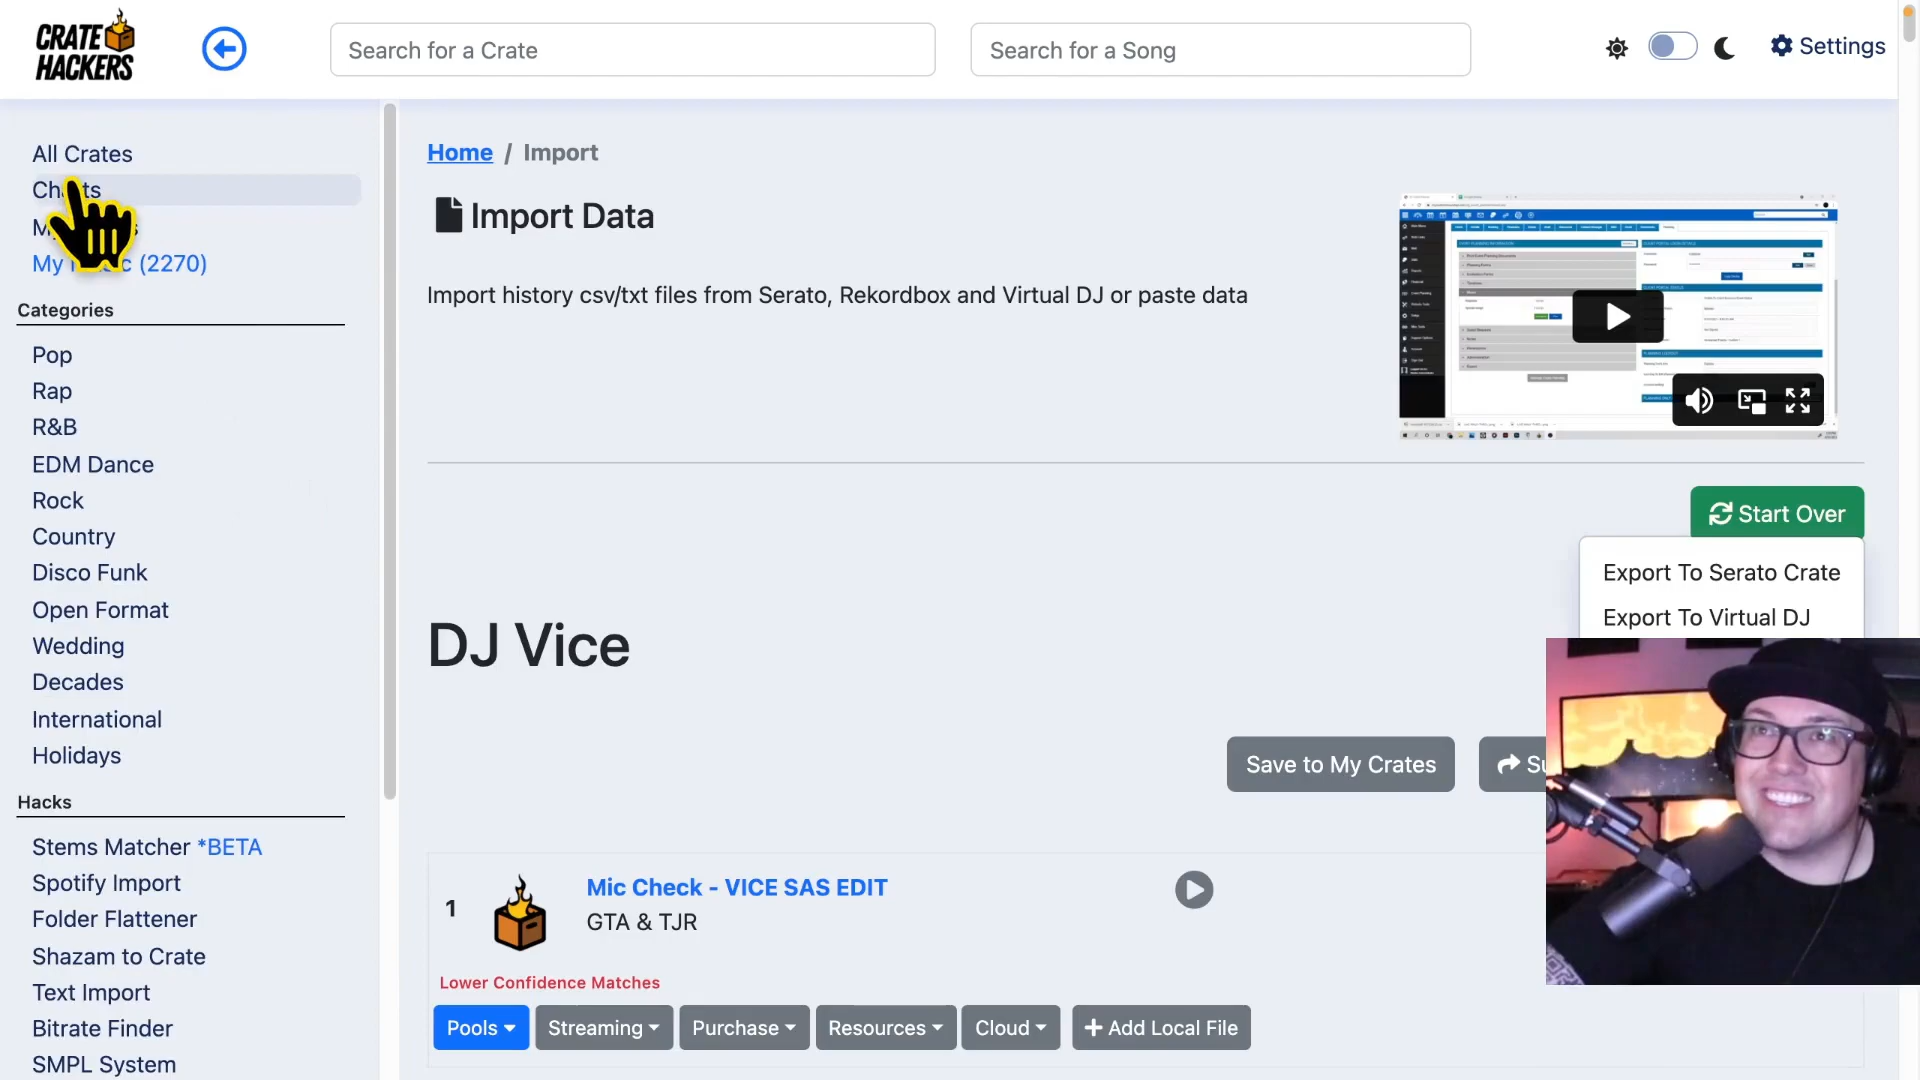 CRATE
HACKERS
Search for a Crate
Search for a Song
Settings
All Crates
Charts
My
My (2270)
Categories
Pop
Rap
R&B
EDM Dance
Rock
Country
Disco Funk
Open Format
Wedding
Decades
International
Holidays
Hacks
Stems Matcher *BETA
Spotify Import
Folder Flattener
Shazam to Crate
Text Import
Bitrate Finder
SMPL System
Home / Import
Import Data
Import history csv/txt files from Serato, Rekordbox and Virtual DJ or paste data
Start Over
Export To Serato Crate
Export To Virtual DJ
DJ Vice
Save to My Crates
1
Mic Check - VICE SAS EDIT
GTA & TJR
Lower Confidence Matches
Pools
Streaming
Purchase
Resources
Cloud
Add Local File